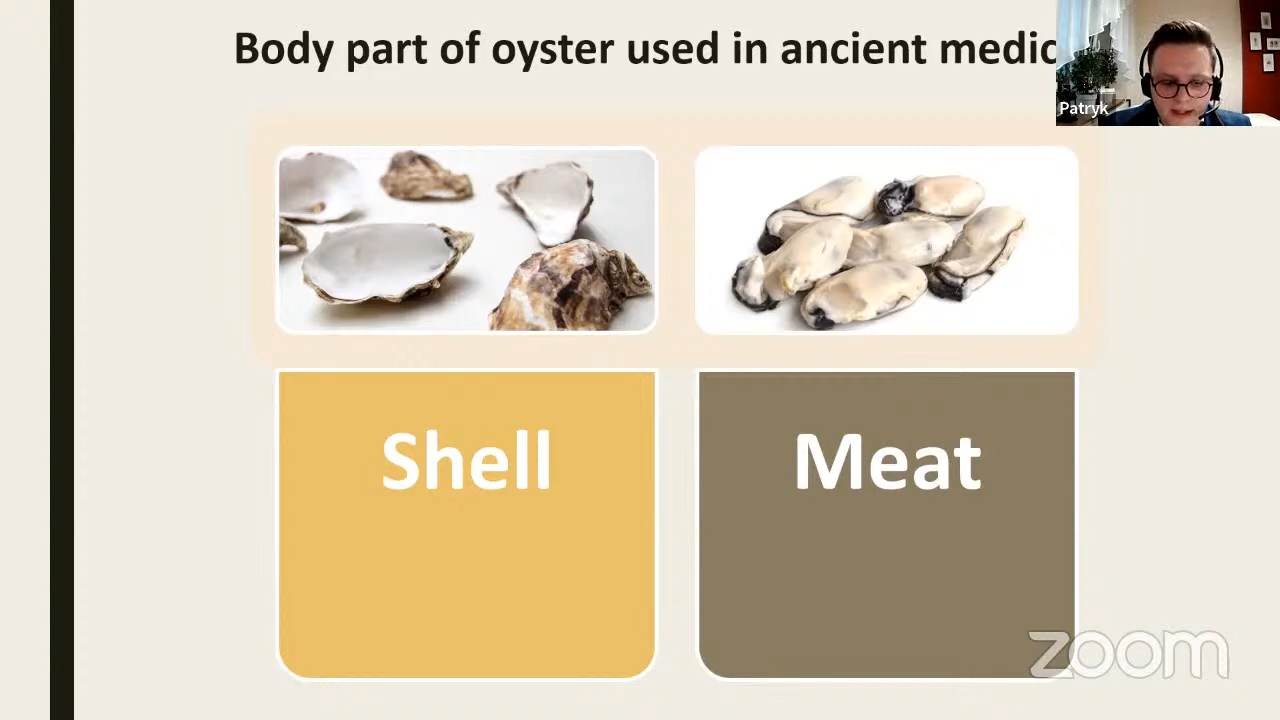 Body part of oyster used in ancient medic
Patryk
Shell
Meat
zoom